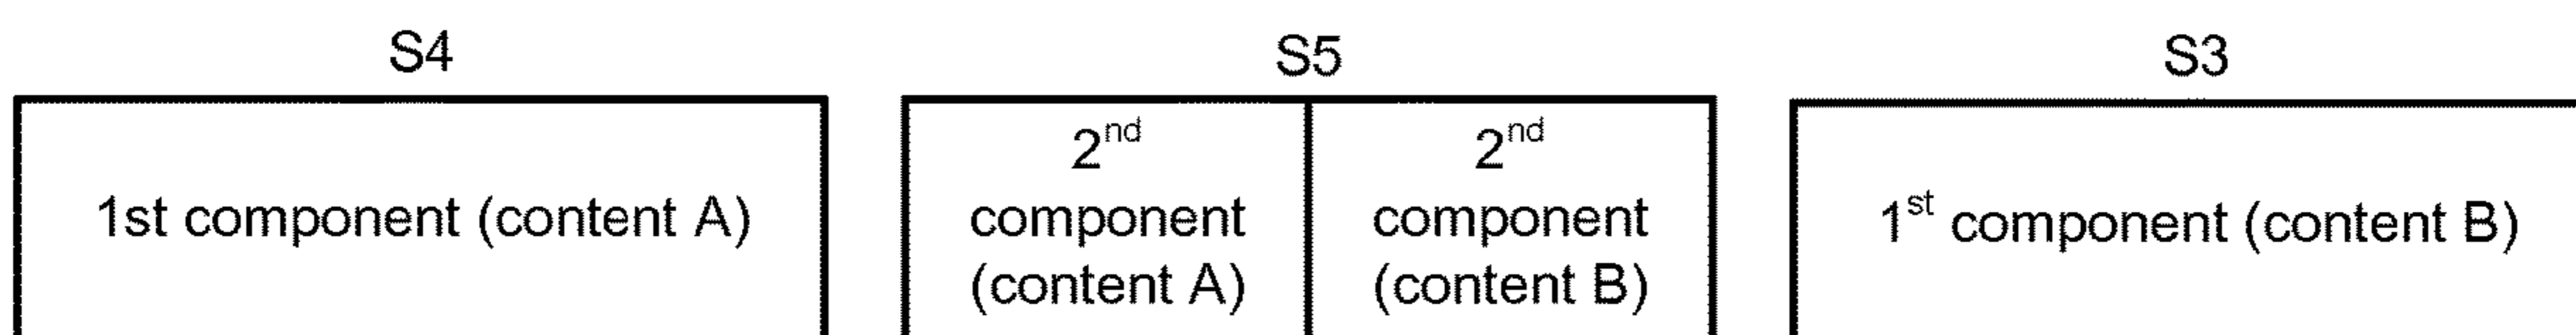 S4
S5
S3
1st component (content A)
2nd
component
(content A)
2nd
component
(content B)
1st component (content B)